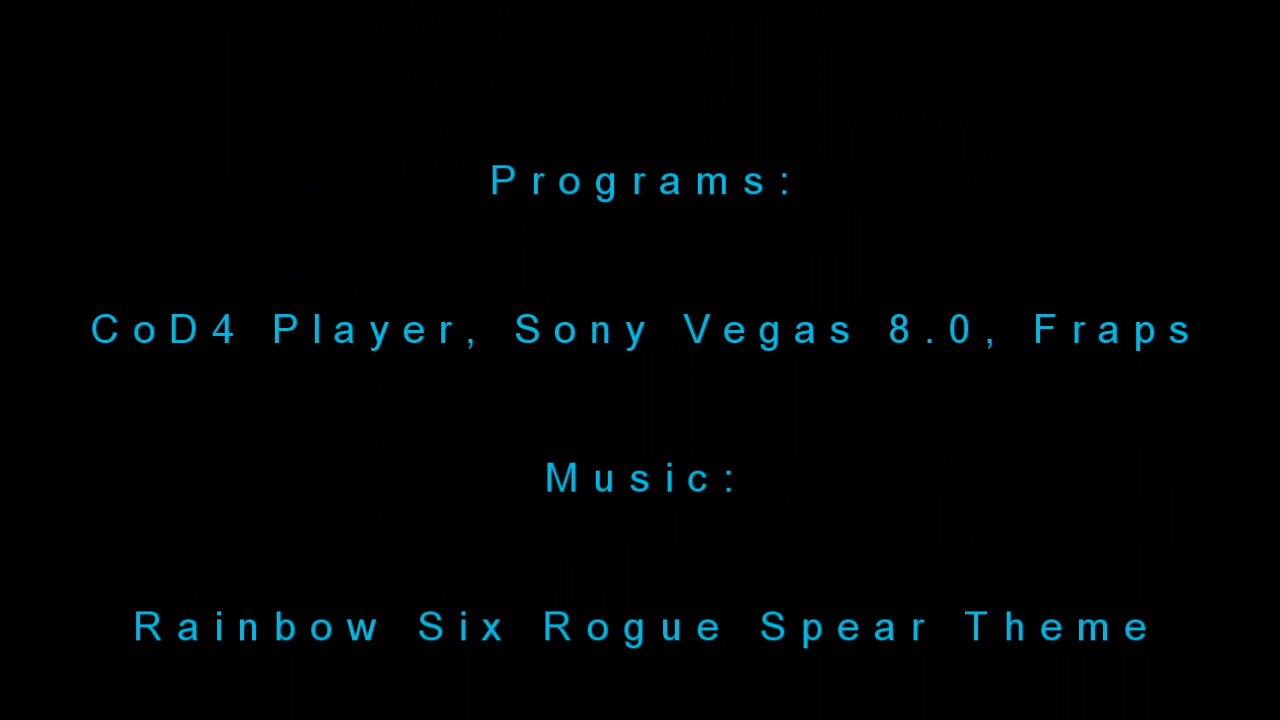 Programs:
CoD4 Player, Sony Vegas 8.0, Fraps
Music:
Rainbow Six Rogue Spear Theme